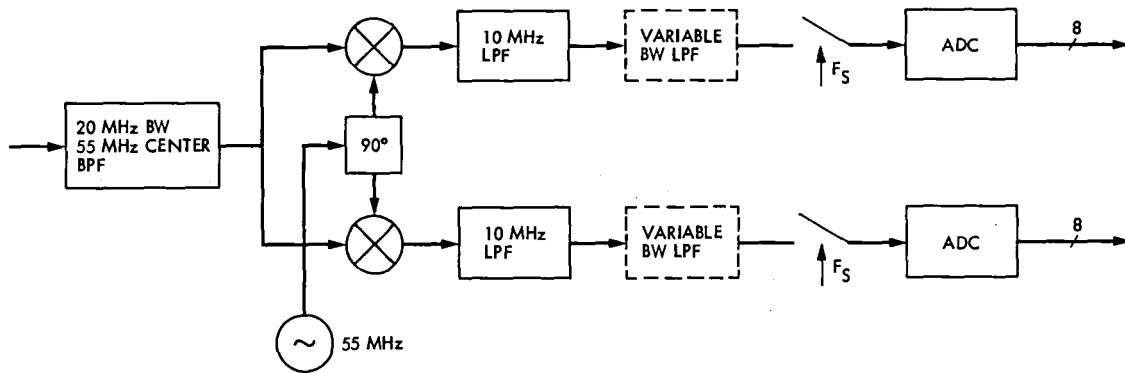 20 MHz BW
55 MHz CENTER
BPF
90°
~
55 MHz
10 MHz
LPF
VARIABLE
BW LPF
F_S
ADC
8
10 MHz
LPF
VARIABLE
BW LPF
F_S
ADC
8